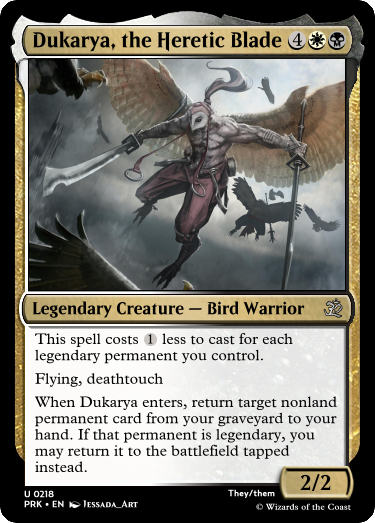 Dukarya, the Heretic Blade 4
Legendary Creature — Bird Warrior
This spell costs 1 less to cast for each
legendary permanent you control.
Flying, deathtouch
When Dukarya enters, return target nonland
permanent card from your graveyard to your
hand. If that permanent is legendary, you
may return it to the battlefield tapped
instead.
2/2
U 0218
PRK • EN Jessada_Art
They/them
© Wizards of the Coast